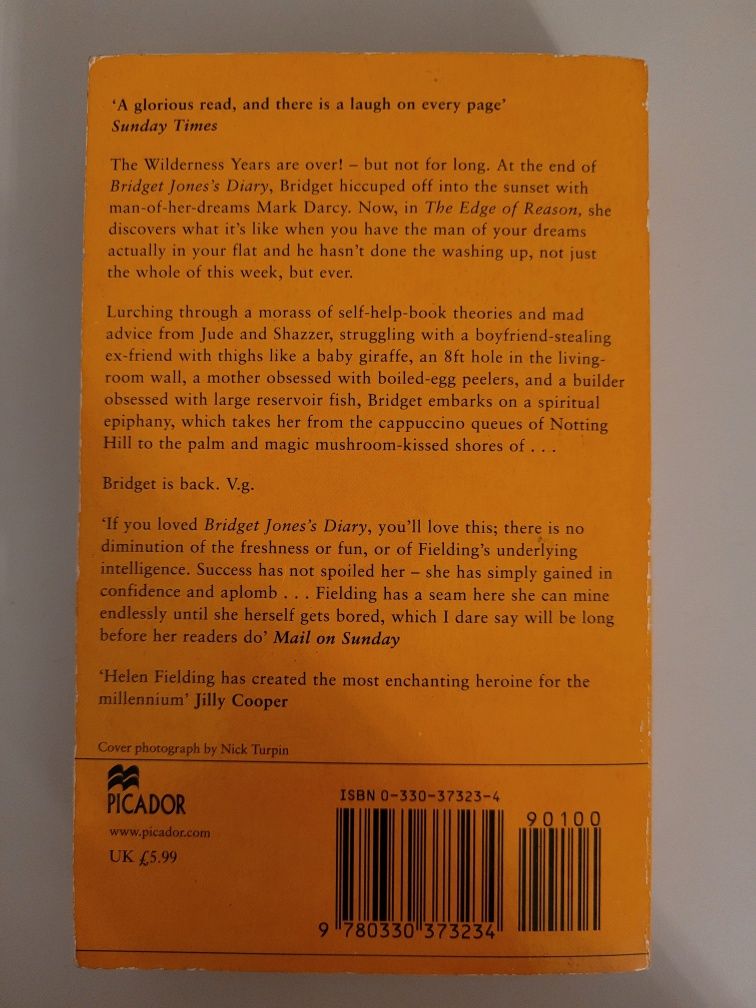 ‘A glorious read, and there is a laugh on every page’
Sunday Times
The Wilderness Years are over! – but not for long. At the end of
Bridget Jones's Diary, Bridget hiccuped off into the sunset with
man-of-her-dreams Mark Darcy. Now, in The Edge of Reason, she
discovers what it's like when you have the man of your dreams
actually in your flat and he hasn't done the washing up, not just
the whole of this week, but ever.
Lurching through a morass of self-help-book theories and mad
advice from Jude and Shazzer, struggling with a boyfriend-stealing
ex-friend with thighs like a baby giraffe, an 8ft hole in the living-
room wall, a mother obsessed with boiled-egg peelers, and a builder
obsessed with large reservoir fish, Bridget embarks on a spiritual
epiphany, which takes her from the cappuccino queues of Notting
Hill to the palm and magic mushroom-kissed shores of . . .
Bridget is back. V.g.
‘If you loved Bridget Jones's Diary, you'll love this; there is no
diminution of the freshness or fun, or of Fielding's underlying
intelligence. Success has not spoiled her – she has simply gained in
confidence and aplomb . . . Fielding has a seam here she can mine
endlessly until she herself gets bored, which I dare say will be long
before her readers do’ Mail on Sunday
‘Helen Fielding has created the most enchanting heroine for the
millennium’ Jilly Cooper
Cover photograph by Nick Turpin
PICADOR
www.picador.com
UK £5.99
ISBN 0-330-37323-4
90100
9 780330 373234